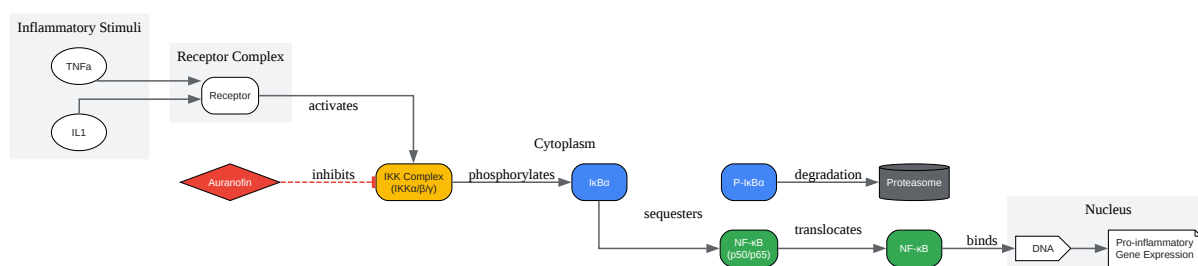 Inflammatory Stimuli
TNFa
IL1
Receptor Complex
Receptor
activates
Cytoplasm
Auranofin
inhibits
IKK Complex
(IKKα/β/γ)
phosphorylates
IκBα
P-IκBα
degradation
Proteasome
sequesters
NF-κB
(p50/p65)
translocates
NF-κB
binds
Nucleus
DNA
Pro-inflammatory
Gene Expression